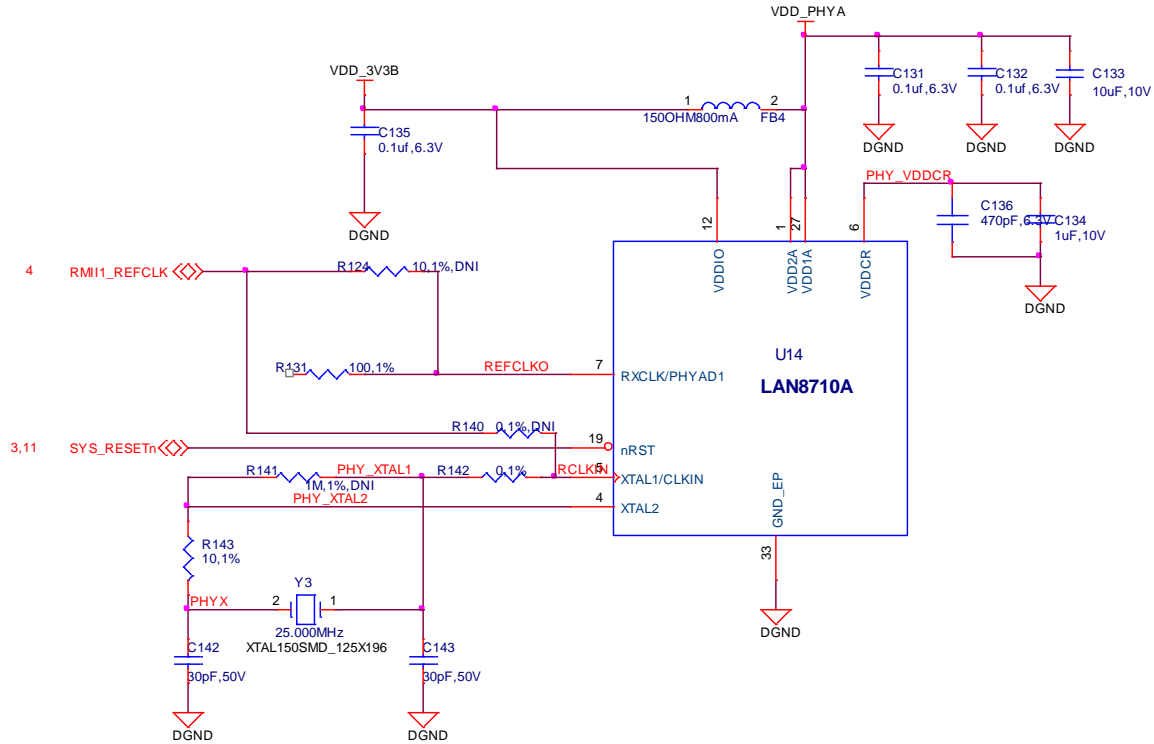 VDD_PHYA
VDD_3V3B
C131
0.1uf,6.3V
C132
0.1uf,6.3V
C133
10uF,10V
1
2
150OHM800mA
FB4
C135
0.1uf,6.3V
DGND
DGND
DGND
PHY_VDDCR
DGND
C136
470pF,6.3V
C134
1uF,10V
12
1
27
6
DGND
VDDIO
VDD2A
VDD1A
VDDCR
4
RMII1_REFCLK
R124
10,1%,DNI
U14
LAN8710A
R131
100,1%
REFCLKO
7
RXCLK/PHYAD1
R140
0,1%,DNI
3,11
SYS_RESETn
19
nRST
R141
1M,1%,DNI
PHY_XTAL1
R142
0,1%
RCLKIN
5
XTAL1/CLKIN
PHY_XTAL2
4
XTAL2
GND_EP
33
DGND
R143
10,1%
PHYX
2
Y3
1
25.000MHz
XTAL150SMD_125X196
C142
30pF,50V
C143
30pF,50V
DGND
DGND